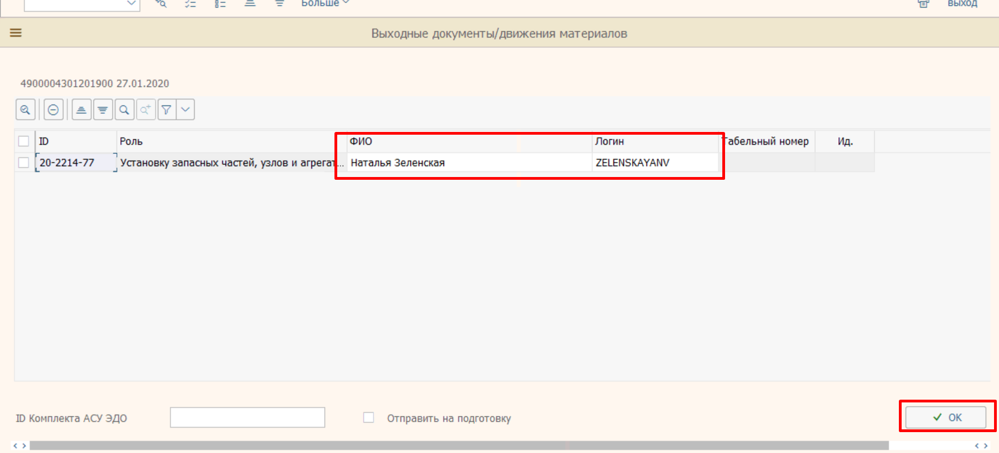 Больше
выход
Выходные документы/движения материалов
4900004301201900 27.01.2020
ID Роль ФИО Логин Табельный номер Ид.
20-2214-77 Установку запасных частей, узлов и агрегат... Наталья Зеленская ZELENSKAYANV
ID Комплекта АСУ ЭДО Отправить на подготовку OK